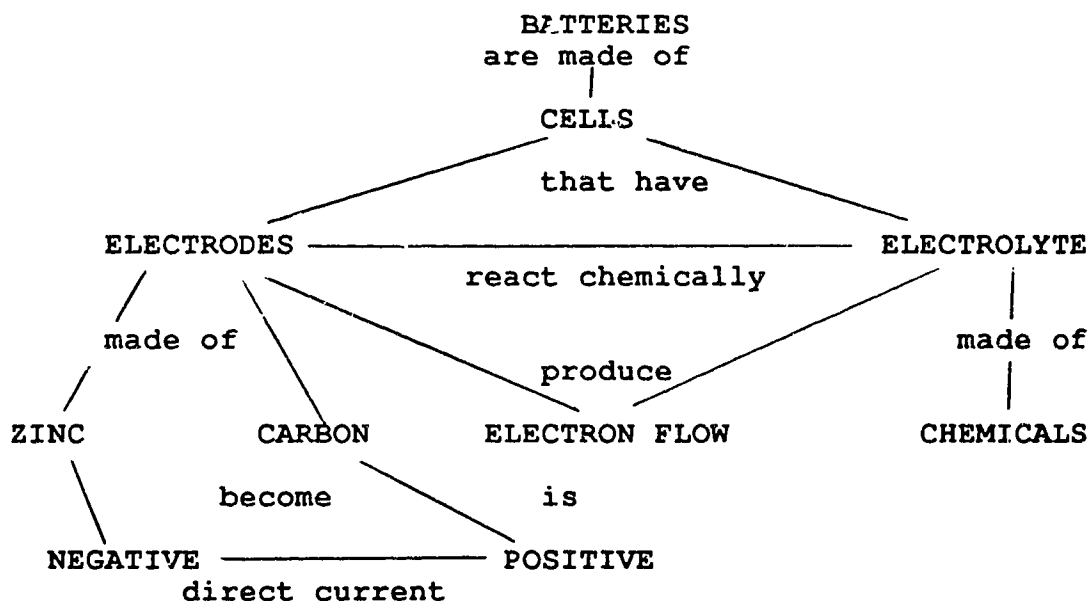 BATTERIES
are made of
CELLS
that have
ELECTRODES ELECTROLYTE
react chemically
made of made of
produce
ZINC CARBON ELECTRON FLOW CHEMICALS
become is
NEGATIVE POSITIVE
direct current